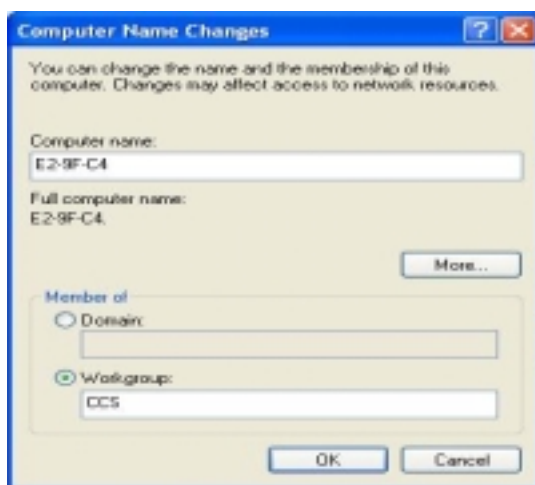 Computer Name Changes
You can change the name and the membership of this
computer. Changes may affect access to network resources.
Computer name:
E2-9F-C4
Full computer name:
E2-9F-C4.
More...
Member of
Domain:
Workgroup:
CCS
OK Cancel